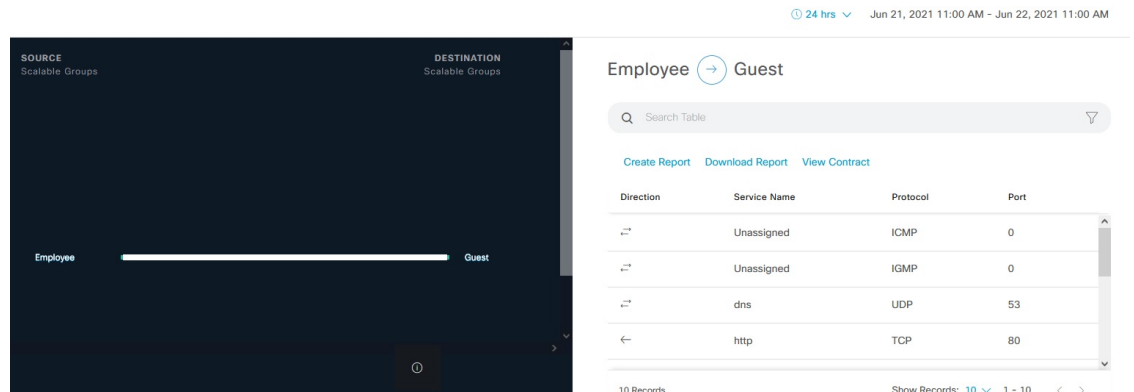 24 hrs Jun 21, 2021 11:00 AM - Jun 22, 2021 11:00 AM
SOURCE
Scalable Groups
DESTINATION
Scalable Groups
Employee
Guest
Employee Guest
Search Table
Create Report Download Report View Contract
Direction Service Name Protocol Port
Unassigned ICMP 0
Unassigned IGMP 0
dns UDP 53
http TCP 80
10 Records Show Records: 10 1 - 10